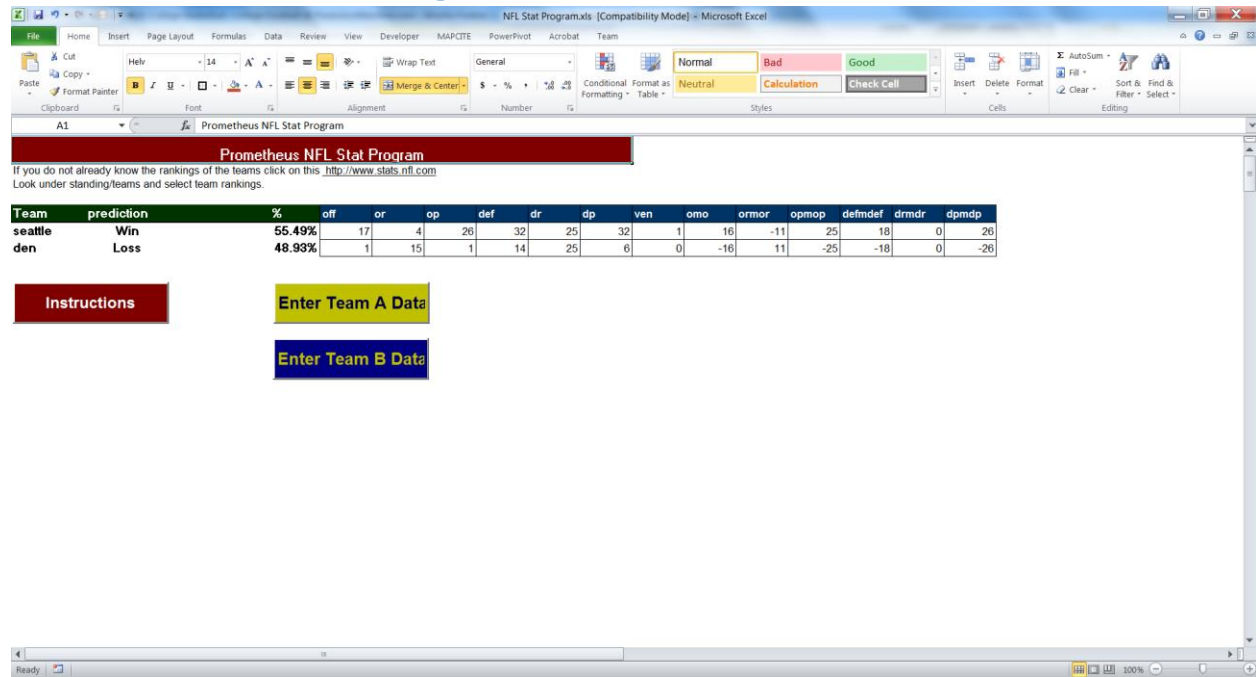 NFL Stat Program.xls [Compatibility Mode] - Microsoft Excel
File Home Insert Page Layout Formulas Data Review View Developer MAPCITE PowerPivot Acrobat Team
Paste Cut Copy Format Painter Clipboard
Helv 14 A A B I U A Font
Wrap Text Merge & Center Alignment
General $ % , .0 .00 .00 .0 Number
Conditional Formatting Format as Table Normal Bad Good Neutral Calculation Check Cell Styles
Insert Delete Format Cells
Σ AutoSum Fill Clear Sort & Filter Find & Select Editing
A1 fx Prometheus NFL Stat Program
Prometheus NFL Stat Program
If you do not already know the rankings of the teams click on this http://www.stats.nfl.com
Look under standing/teams and select team rankings.
Team prediction % off or op def dr dp ven omo ormor opmop defmdef drmdr dpmdp
seattle Win 55.49% 17 4 26 32 25 32 1 16 -11 25 18 0 26
den Loss 48.93% 1 15 1 14 25 6 0 -16 11 -25 -18 0 -26
Instructions Enter Team A Data
Enter Team B Data
Ready 100%